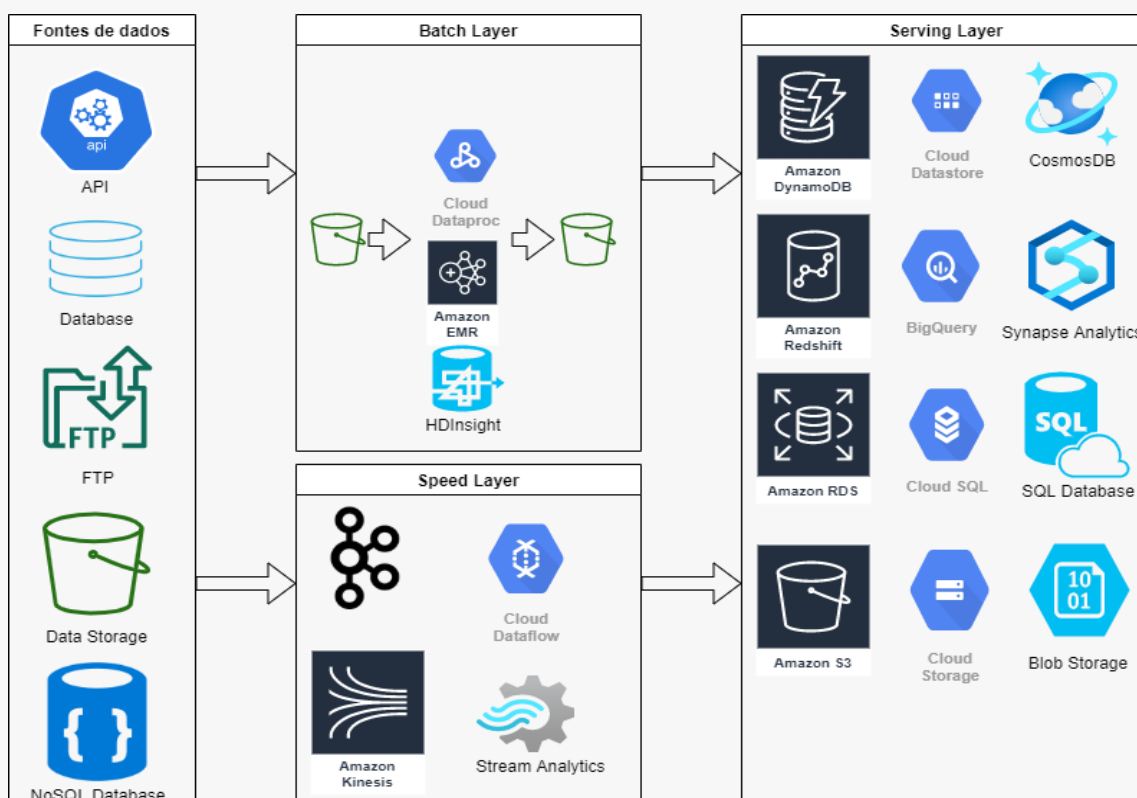 Fontes de dados
api
API
Database
FTP
FTP
Data Storage
NoSQL Database
Batch Layer
Cloud
Dataproc
Amazon
EMR
HDInsight
Speed Layer
Cloud
Dataflow
Amazon
Kinesis
Stream Analytics
Serving Layer
Amazon
DynamoDB
Cloud
Datastore
CosmosDB
Amazon
Redshift
BigQuery
Synapse Analytics
Amazon RDS
Cloud SQL
SQL
SQL Database
Amazon S3
Cloud
Storage
10
01
Blob Storage